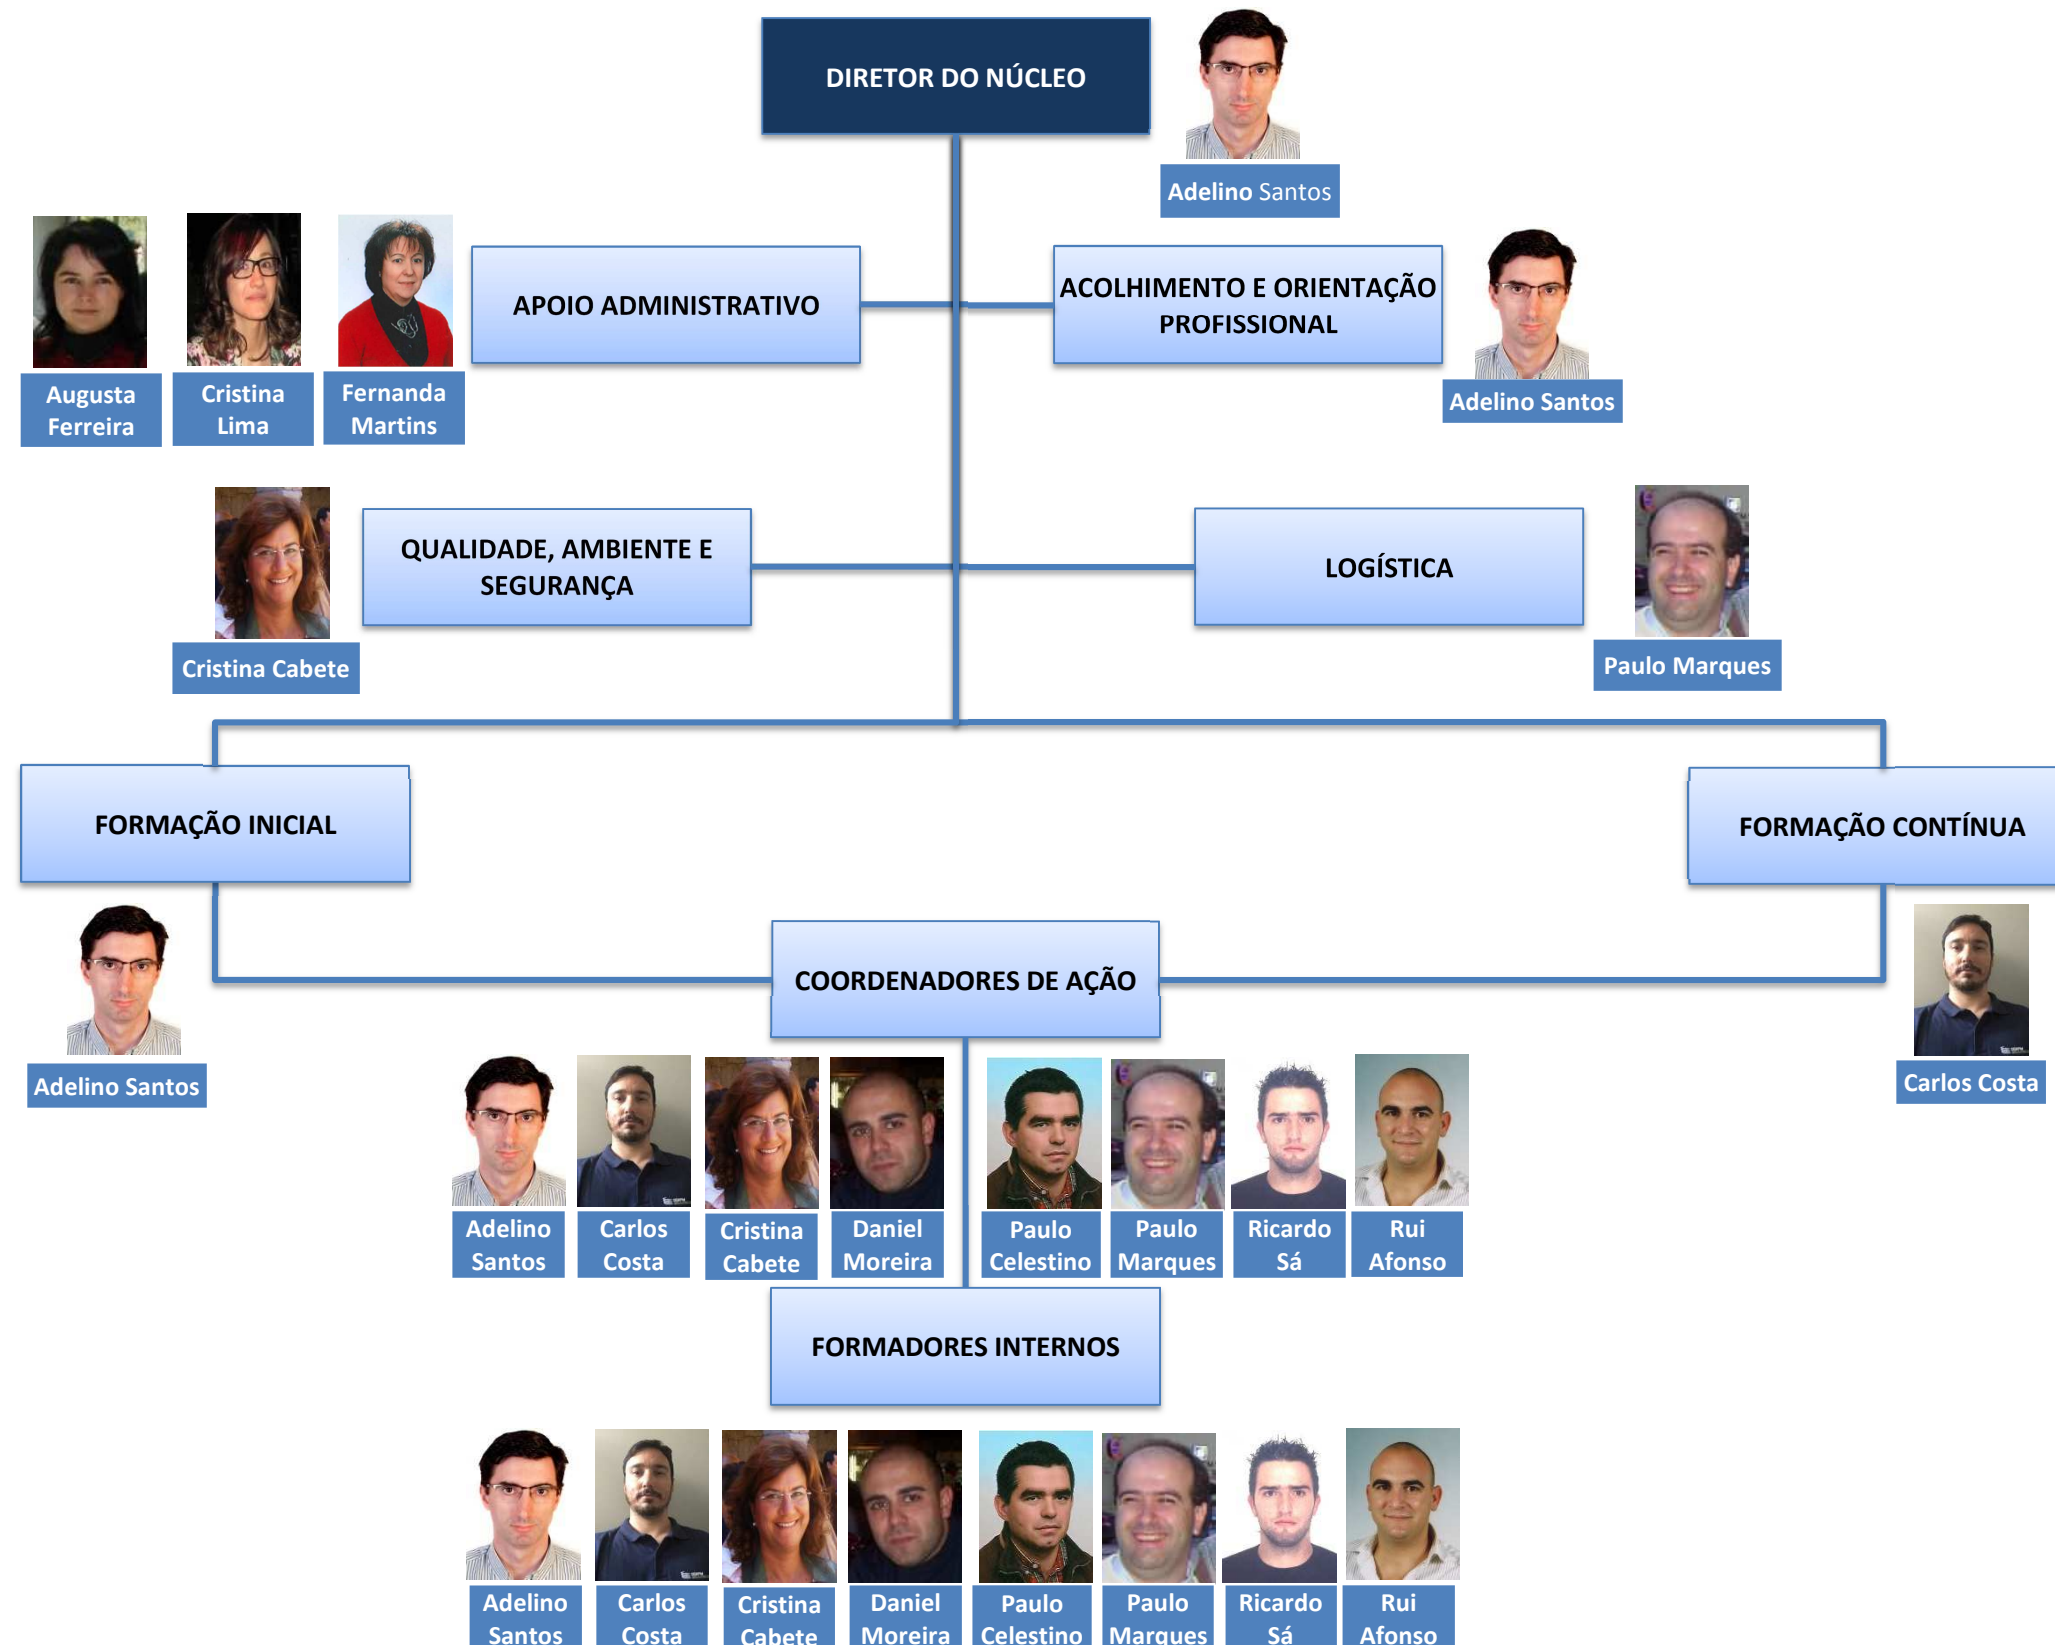 DIRETOR DO NÚCLEO
Adelino Santos
APOIO ADMINISTRATIVO
ACOLHIMENTO E ORIENTAÇÃO
PROFISSIONAL
Augusta
Ferreira
Cristina
Lima
Fernanda
Martins
Adelino Santos
QUALIDADE, AMBIENTE E
SEGURANÇA
LOGÍSTICA
Cristina Cabete
Paulo Marques
FORMAÇÃO INICIAL
FORMAÇÃO CONTÍNUA
Adelino Santos
COORDENADORES DE AÇÃO
Carlos Costa
Adelino
Santos
Carlos
Costa
Cristina
Cabete
Daniel
Moreira
Paulo
Celestino
Paulo
Marques
Ricardo
Sá
Rui
Afonso
FORMADORES INTERNOS
Adelino
Santos
Carlos
Costa
Cristina
Cabete
Daniel
Moreira
Paulo
Celestino
Paulo
Marques
Ricardo
Sá
Rui
Afonso